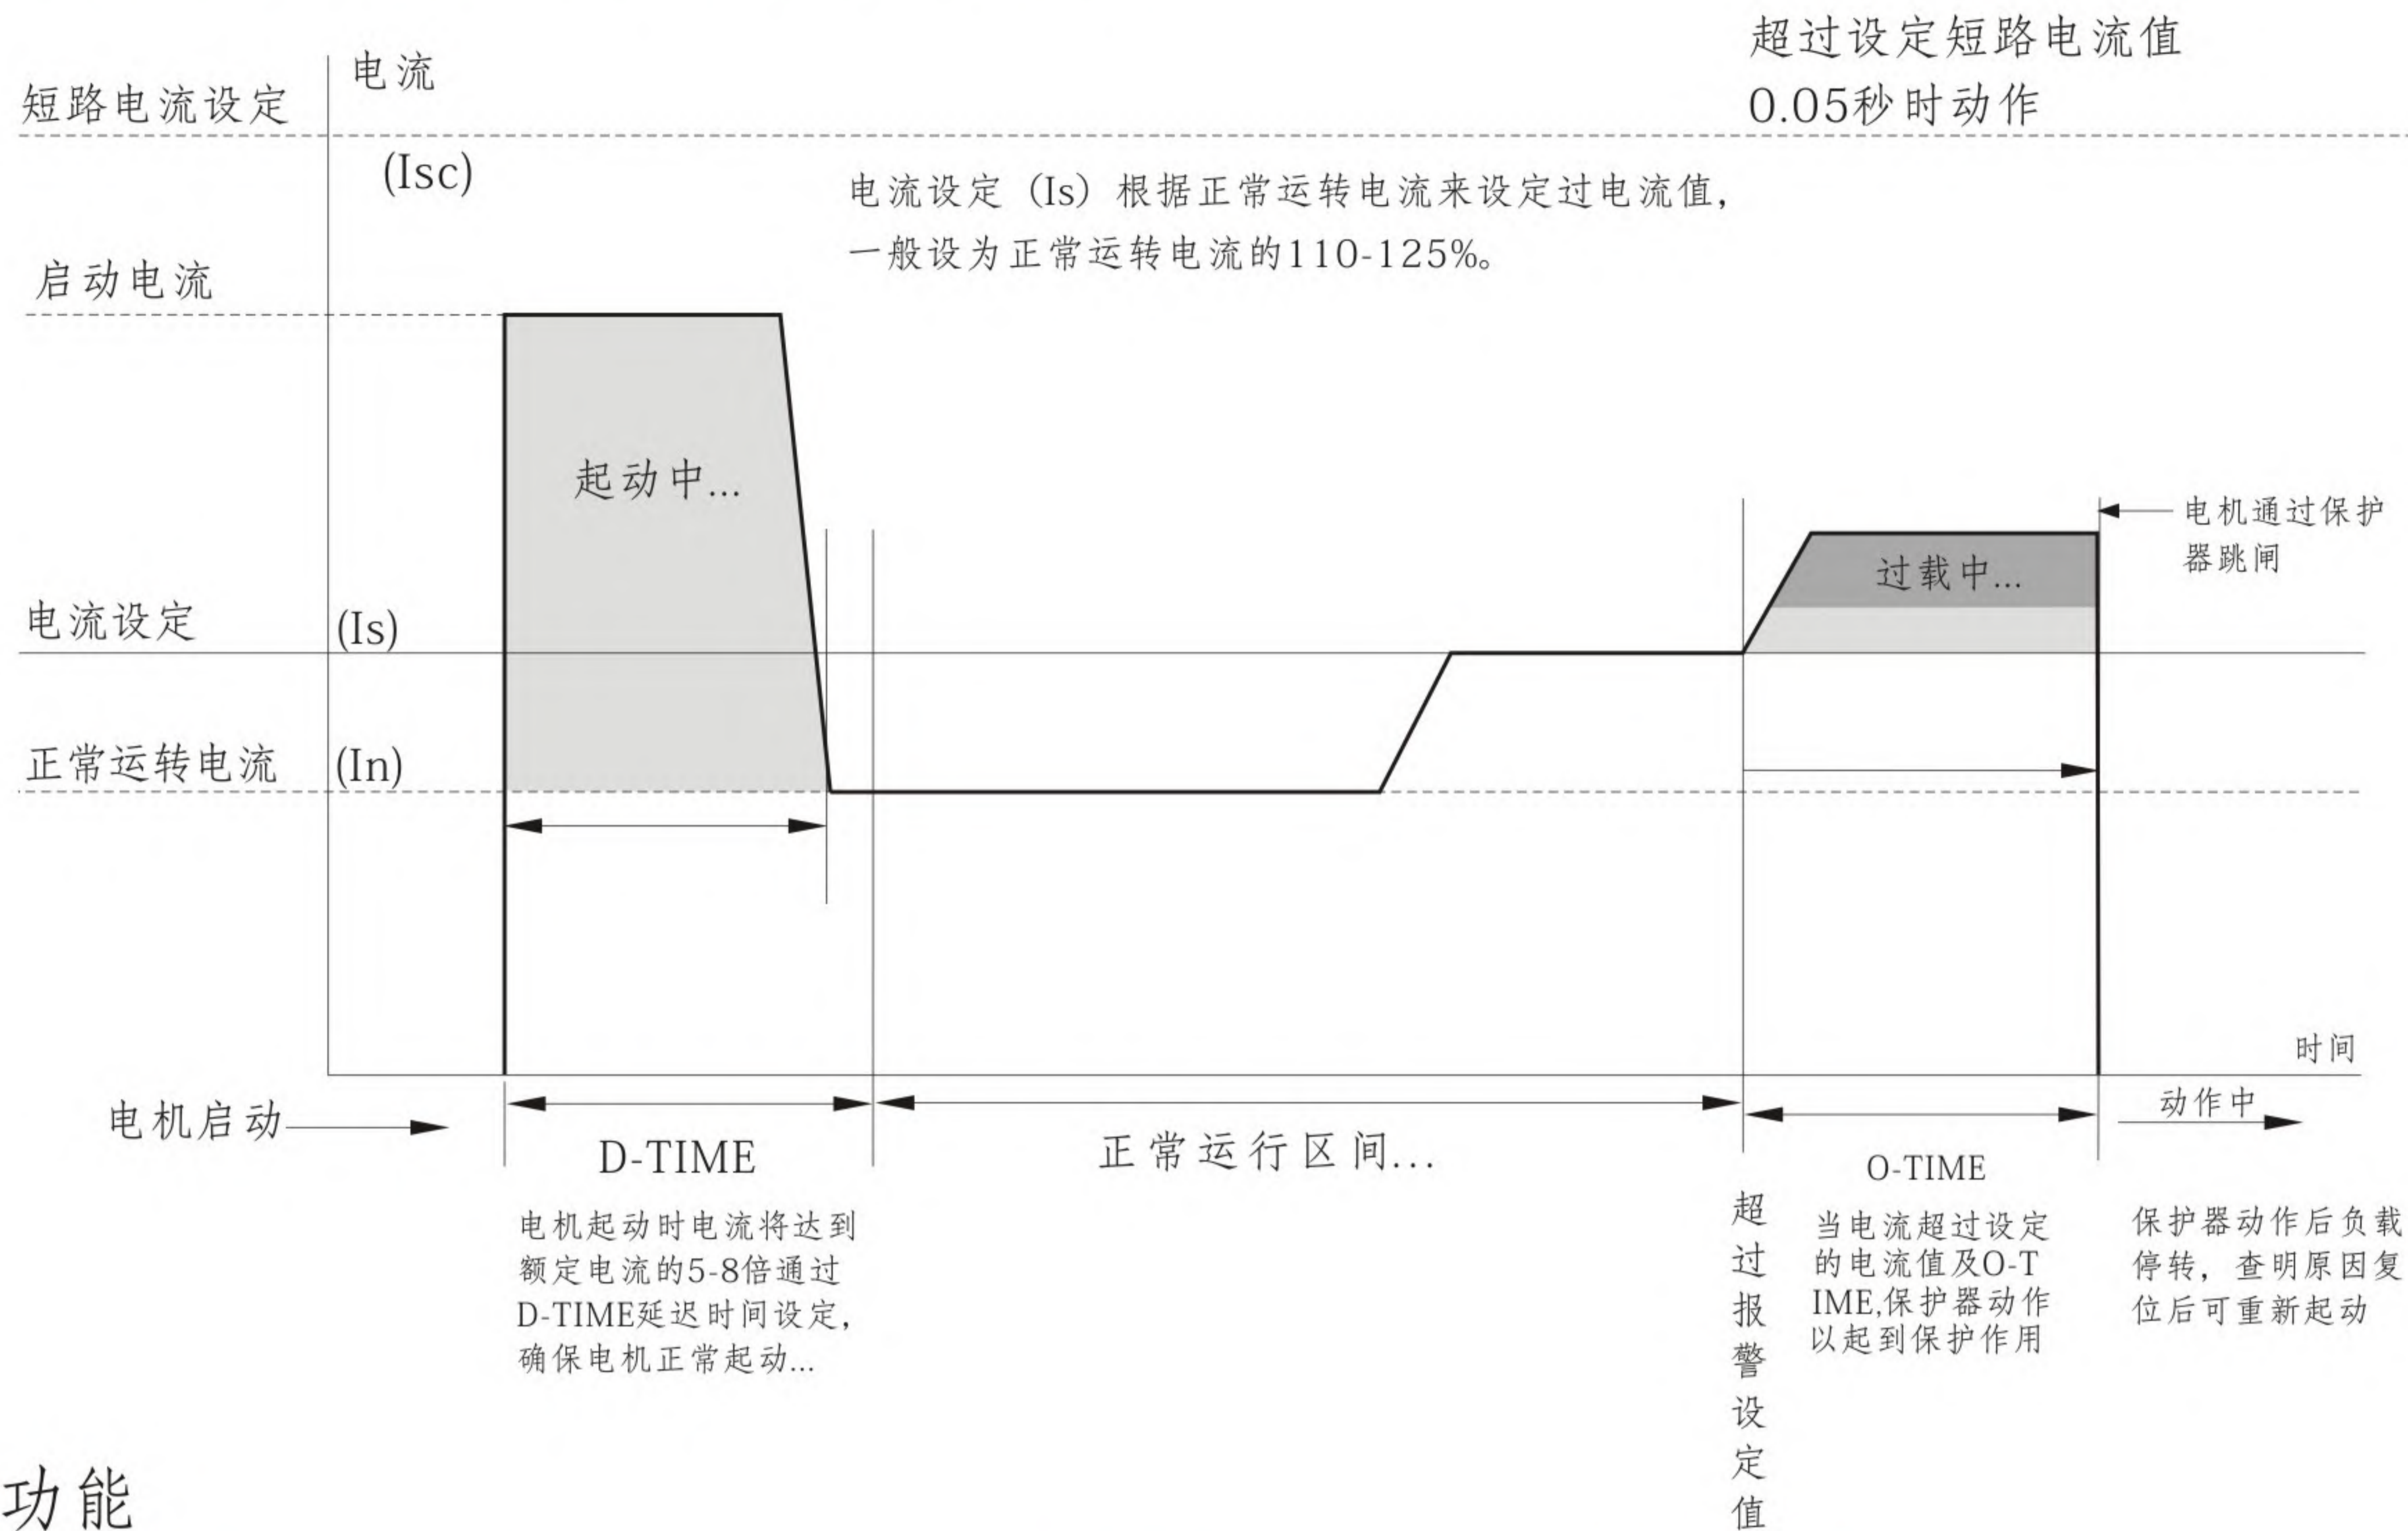 超过设定短路电流值
0.05秒时动作
电流
短路电流设定
(Isc)
电流设定（Is）根据正常运转电流来设定过电流值，
一般设为正常运转电流的110-125%。
启动电流
起动中...
电机通过保护
器跳闸
过载中...
电流设定
(Is)
正常运转电流
(In)
时间
电机启动
动作中
D-TIME
正常运行区间...
O-TIME
电机起动时电流将达到
额定电流的5-8倍通过
D-TIME延迟时间设定，
确保电机正常起动...
超过报警设定值
当电流超过设定
的电流值及O-T
IME,保护器动作
以起到保护作用
保护器动作后负载
停转，查明原因复
位后可重新起动
功能